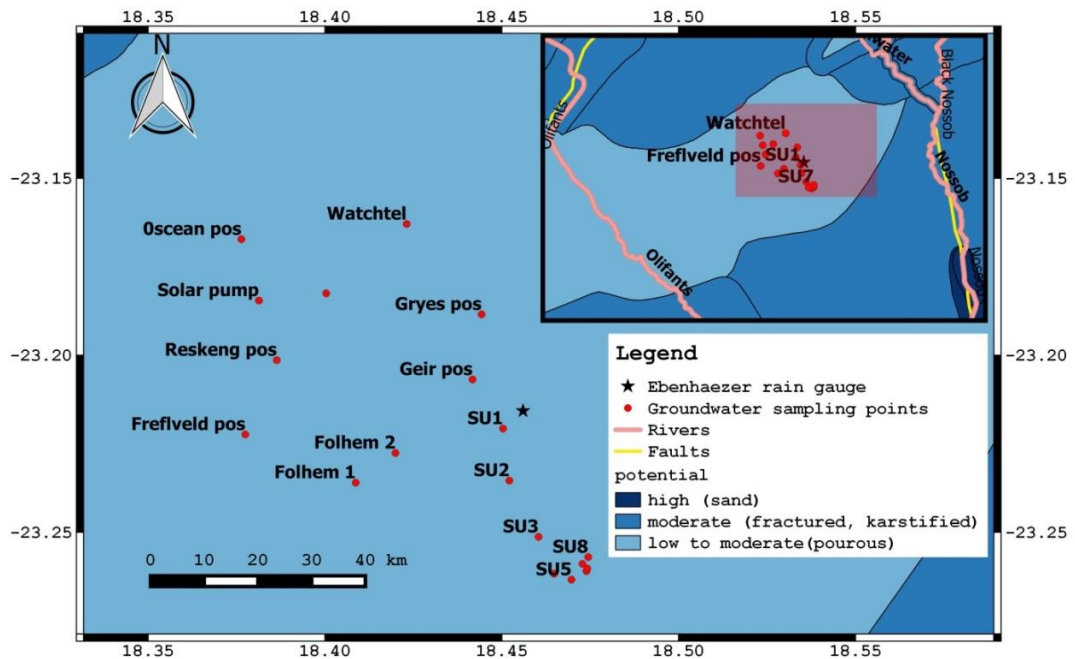 18.35 18.40 18.45 18.50 18.55
N
Olifants
water
Black Nossob
Watchtel
Freflveld pos SU1
SU7
Nossob
Olifants
Nossob
-23.15 -23.15
Watchtel
0scean pos
Solar pump
Gryes pos
-23.20 -23.20
Reskeng pos
Geir pos
SU1
Freflveld pos
Folhem 2
Folhem 1
SU2
SU3
SU8
SU5
-23.25 -23.25
Legend
Ebenhaezer rain gauge
Groundwater sampling points
Rivers
Faults
potential
high (sand)
moderate (fractured, karstified)
low to moderate(pourous)
0 10 20 30 40 km
18.35 18.40 18.45 18.50 18.55